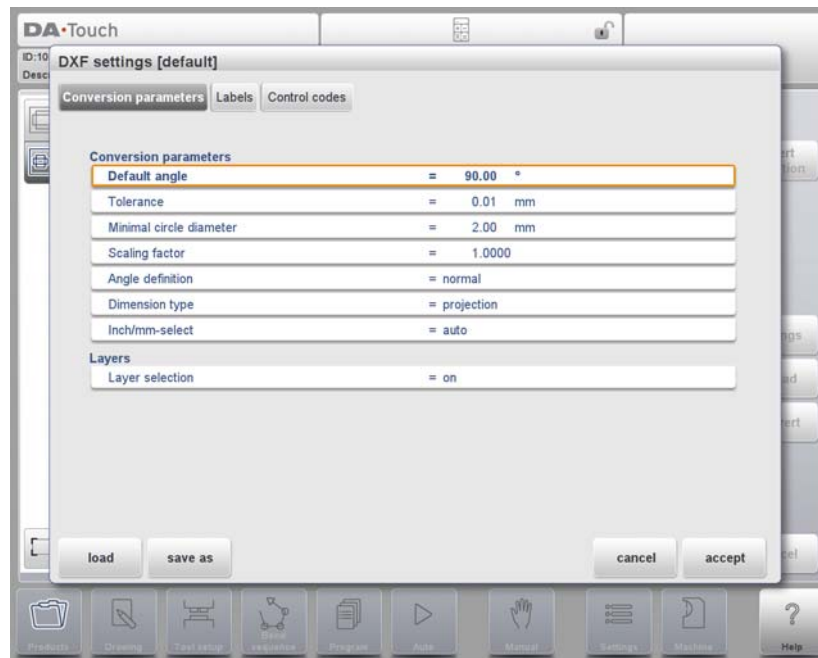 DA•Touch
ID:10
Desc
DXF settings [default]
Conversion parameters Labels Control codes
Conversion parameters
Default angle = 90.00 °
Tolerance = 0.01 mm
Minimal circle diameter = 2.00 mm
Scaling factor = 1.0000
Angle definition = normal
Dimension type = projection
Inch/mm-select = auto
Layers
Layer selection = on
load save as cancel accept
Products Drawing Tool setup Bend sequence Program Auto Manual Settings Machine Help